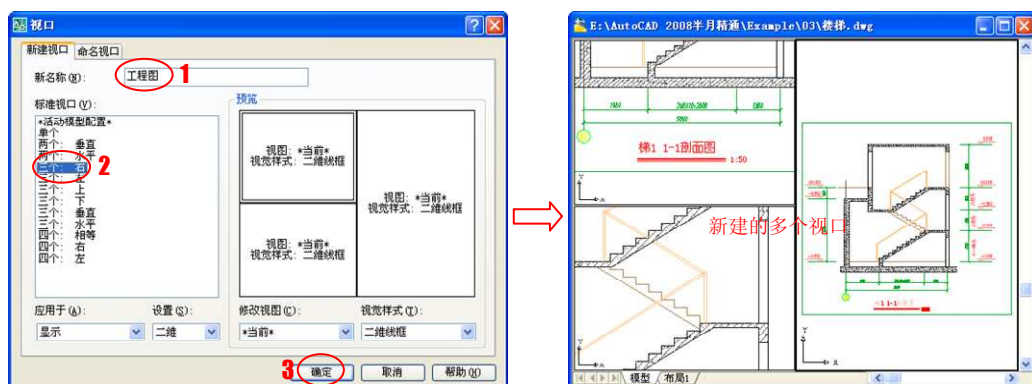 视口
新建视口 命名视口
新名称(N): 工程图 1
标准视口(V): 预览
*活动模型配置*
单个
两个: 垂直
两个: 水平
三个: 右 2
三个: 左
三个: 上
三个: 下
三个: 垂直
三个: 水平
四个: 相等
四个: 右
四个: 左
视图: *当前*
视觉样式: 二维线框
视图: *当前*
视觉样式: 二维线框
视图: *当前*
视觉样式: 二维线框
应用于(A): 设置(S): 修改视图(C): 视觉样式(T):
显示 二维 *当前* 二维线框
3 确定 取消 帮助(H)
E:\AutoCAD 2008半月精通\Example\03\楼梯.dwg
梯1 1-1剖面图
1:50
Y
X
新建的多个视口
Y
X
Y
X
模型 布局1